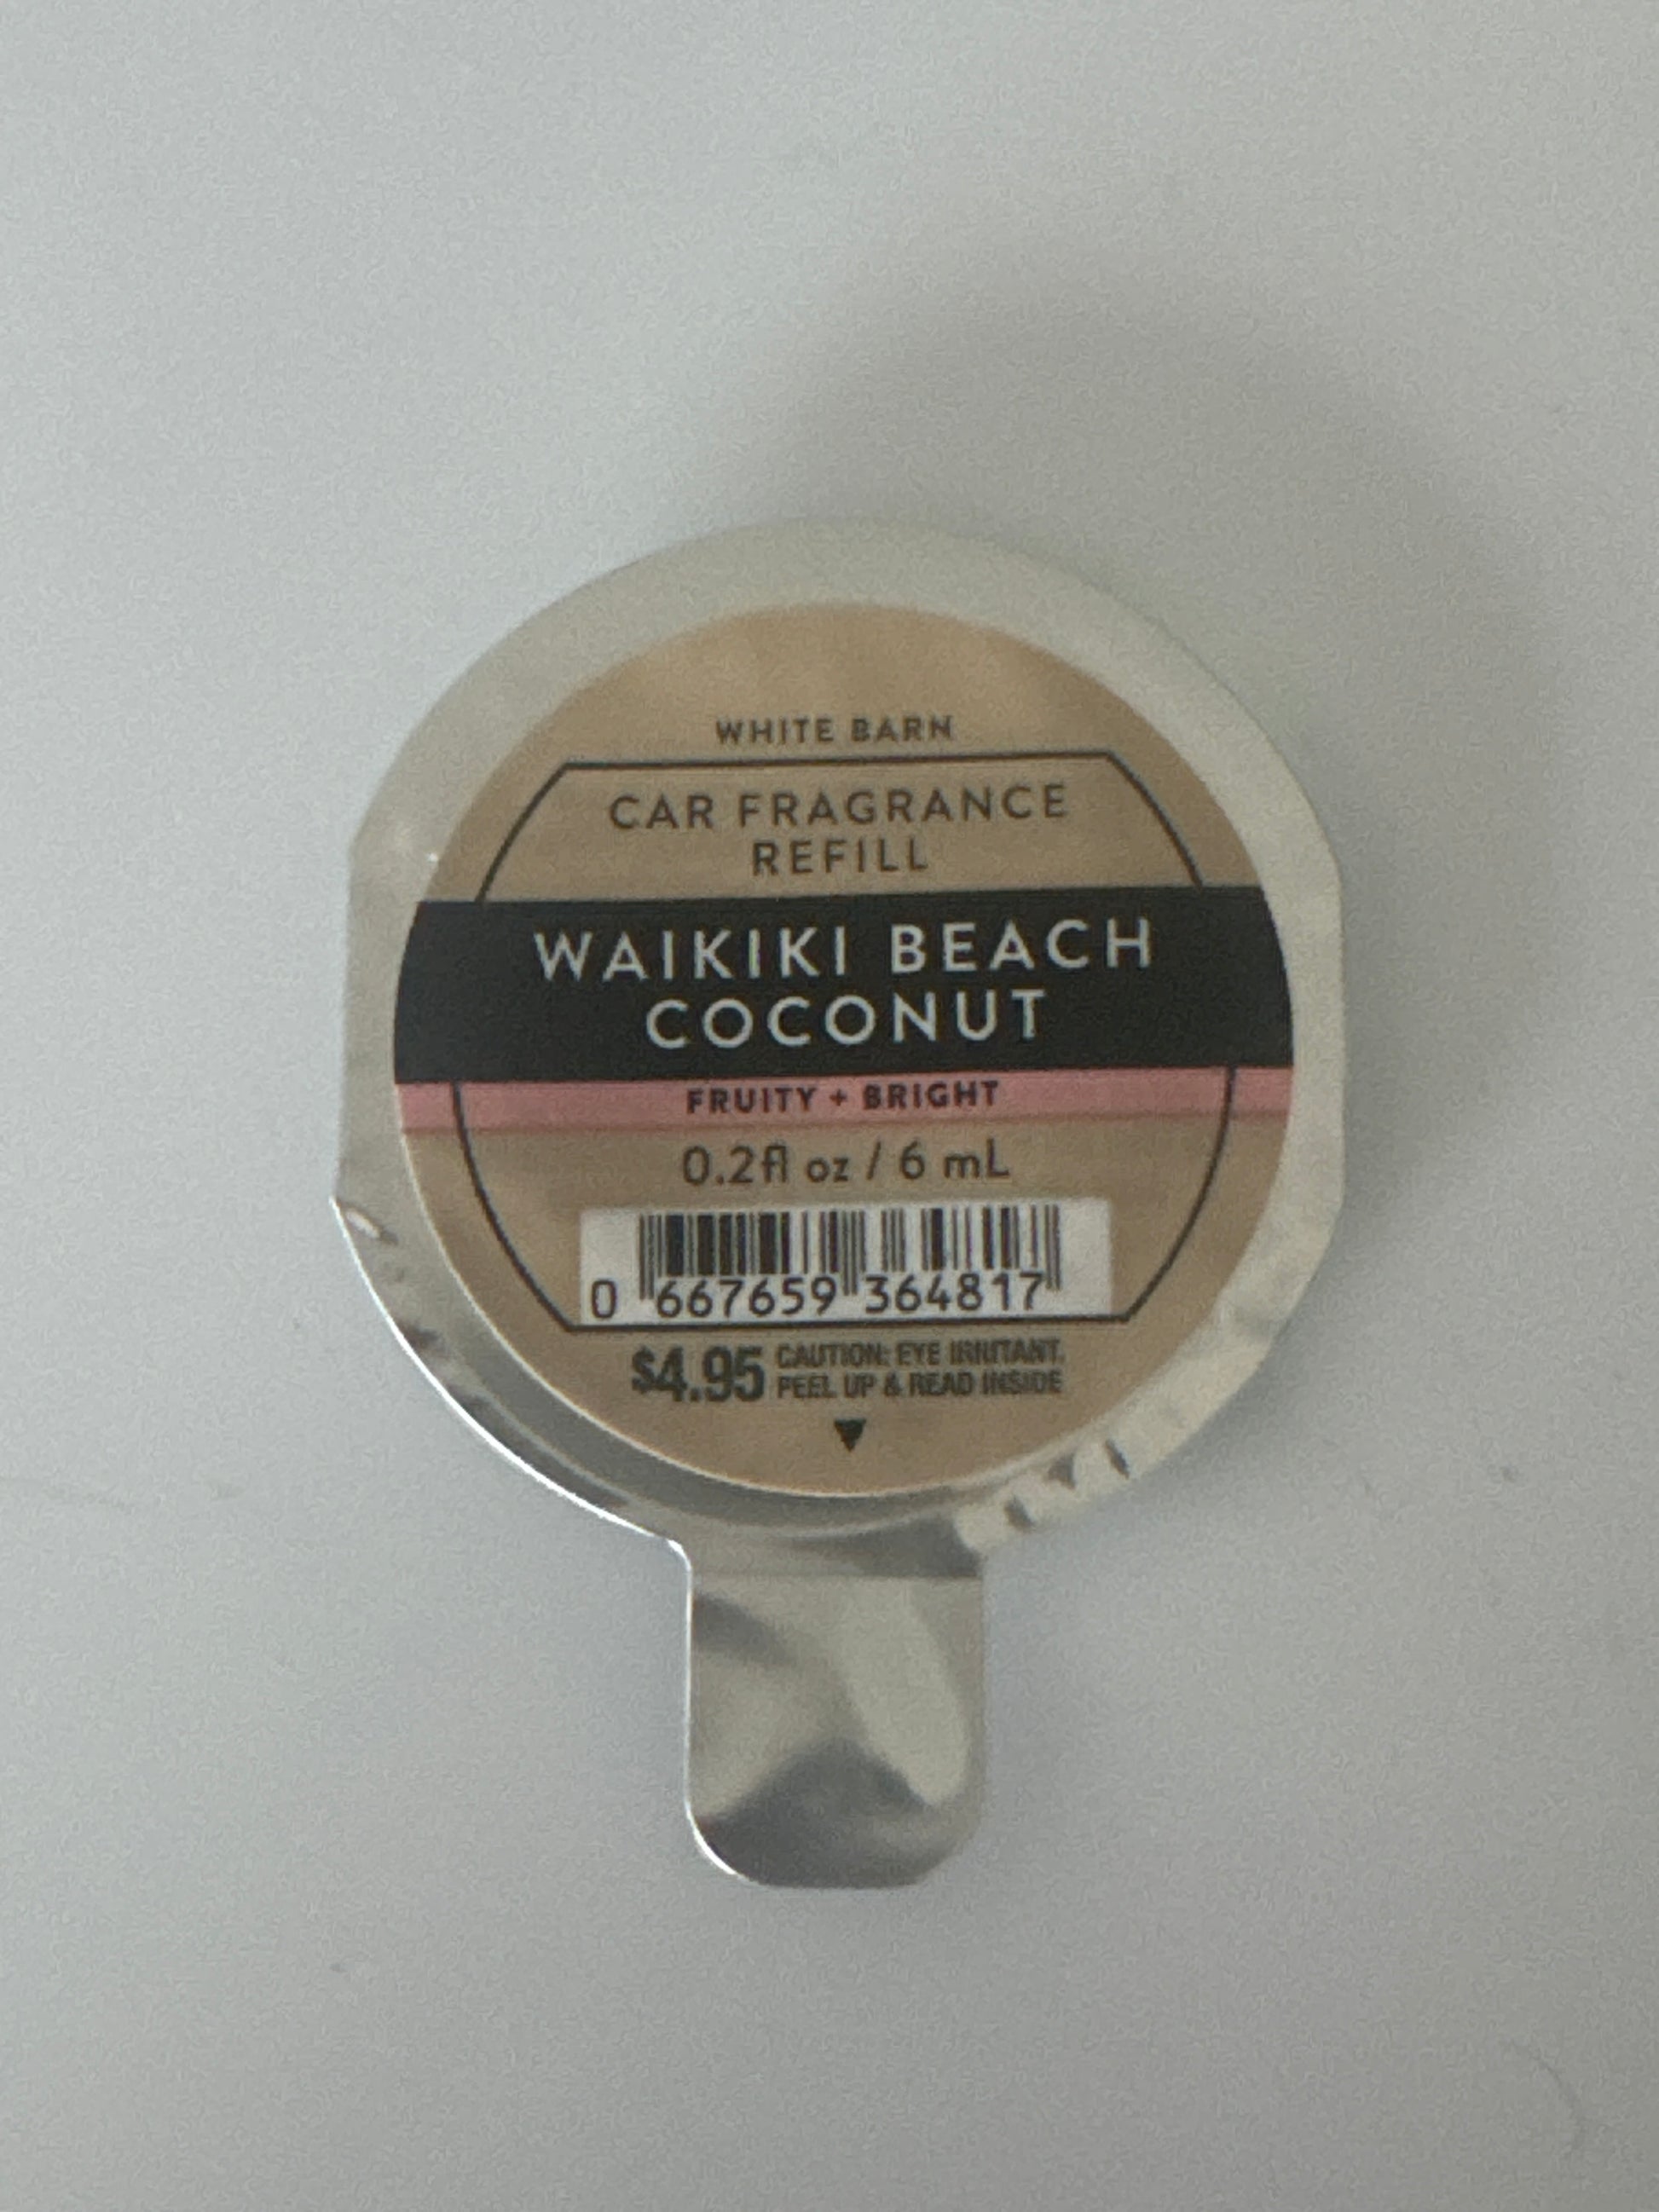 WHITE BARN
CAR FRAGRANCE
REFILL
WAIKIKI BEACH
COCONUT
FRUITY + BRIGHT
0.2fl oz / 6 mL
0 667659 364817
$4.95 CAUTION: EYE IRRITANT.
PEEL UP & READ INSIDE